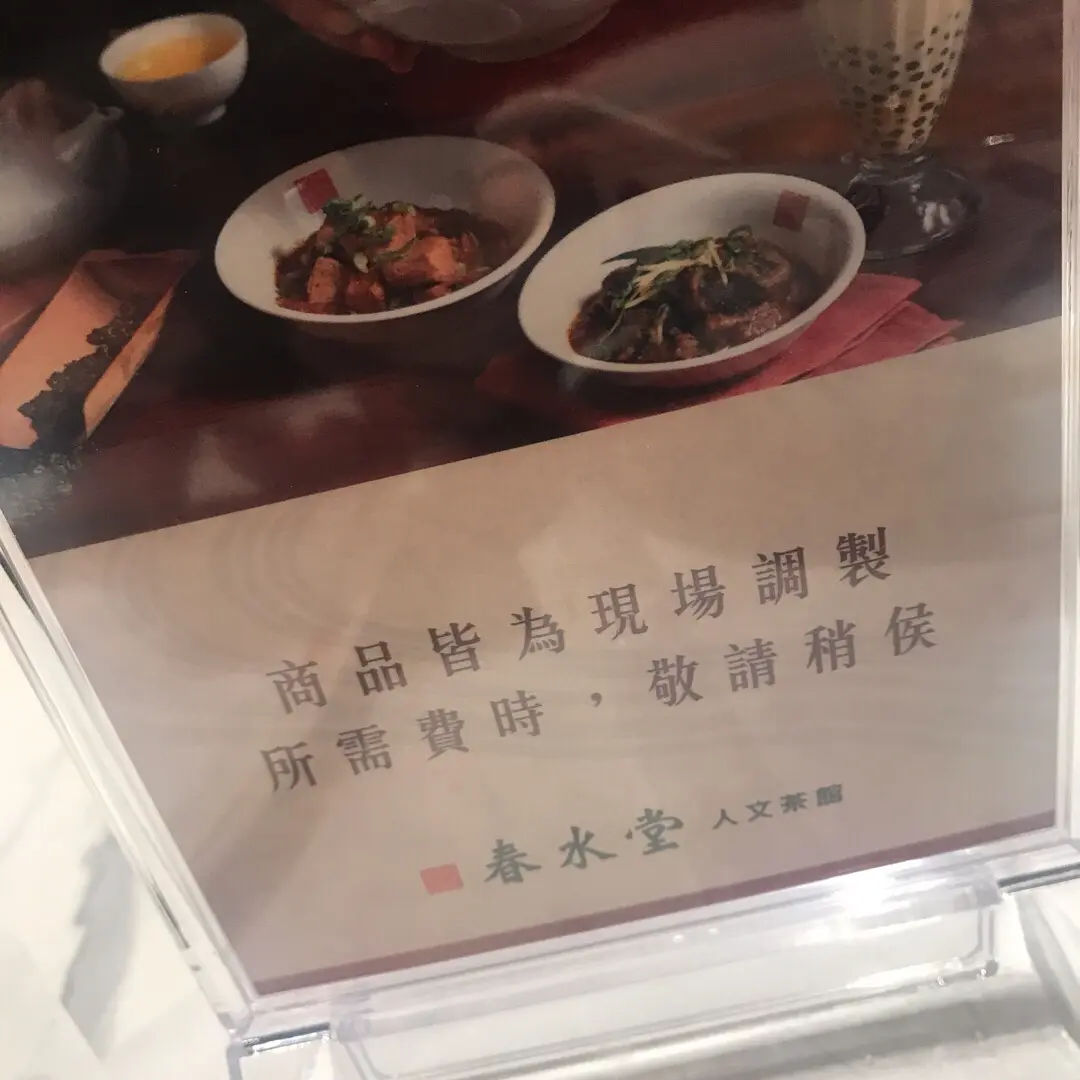 商品皆為現場調製
所需費時，敬請稍侯
春水堂 人文茶館